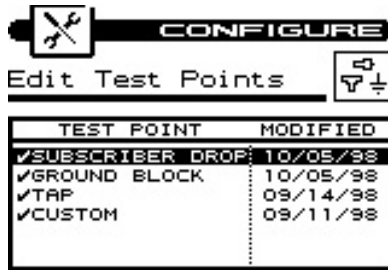 CONFIGURE
Edit Test Points
TEST POINT MODIFIED
✔SUBSCRIBER DROP 10/05/98
✔GROUND BLOCK 10/05/98
✔TAP 09/14/98
✔CUSTOM 09/11/98